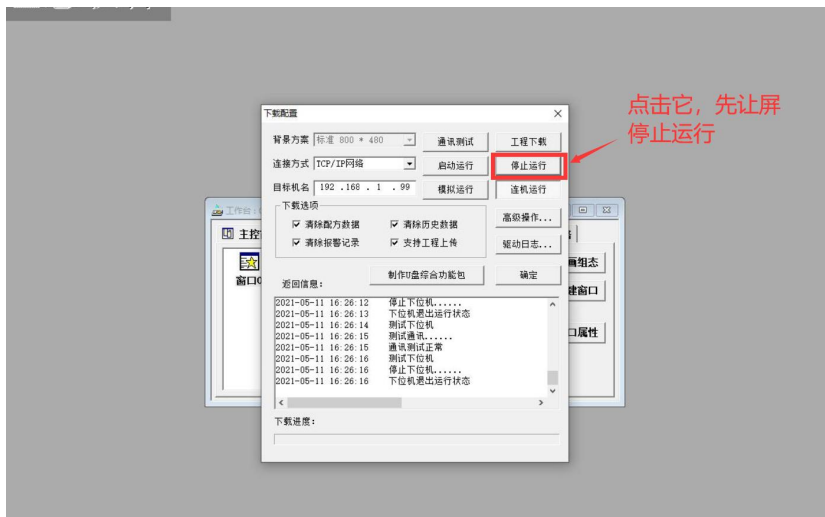 点击它，先让屏
停止运行
下载配置
背景方案 标准 800 * 480 通讯测试 工程下载
连接方式 TCP/IP网络 启动运行 停止运行
目标机名 192 .168 . 1 . 99 模拟运行 连机运行
下载选项
清除配方数据 清除历史数据 高级操作...
清除报警记录 支持工程上传 驱动日志...
返回信息： 制作U盘综合功能包 确定
2021-05-11 16:26:12 停止下位机......
2021-05-11 16:26:13 下位机退出运行状态
2021-05-11 16:26:14 测试下位机
2021-05-11 16:26:15 测试通讯......
2021-05-11 16:26:15 通讯测试正常
2021-05-11 16:26:16 测试下位机
2021-05-11 16:26:16 停止下位机......
2021-05-11 16:26:16 下位机退出运行状态
下载进度：
工作台：
主控
窗口0
画组态
建窗口
口属性